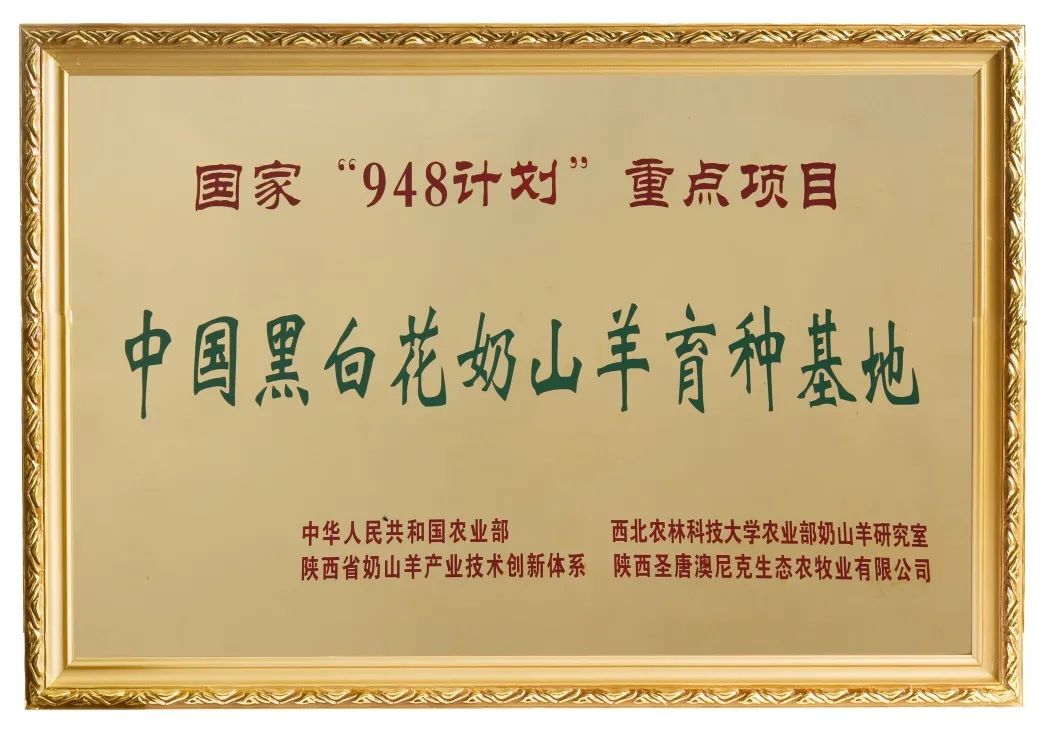 国家“948计划”重点项目
中国黑白花奶山羊育种基地
中华人民共和国农业部 西北农林科技大学农业部奶山羊研究室
陕西省奶山羊产业技术创新体系 陕西圣唐澳尼克生态农牧业有限公司